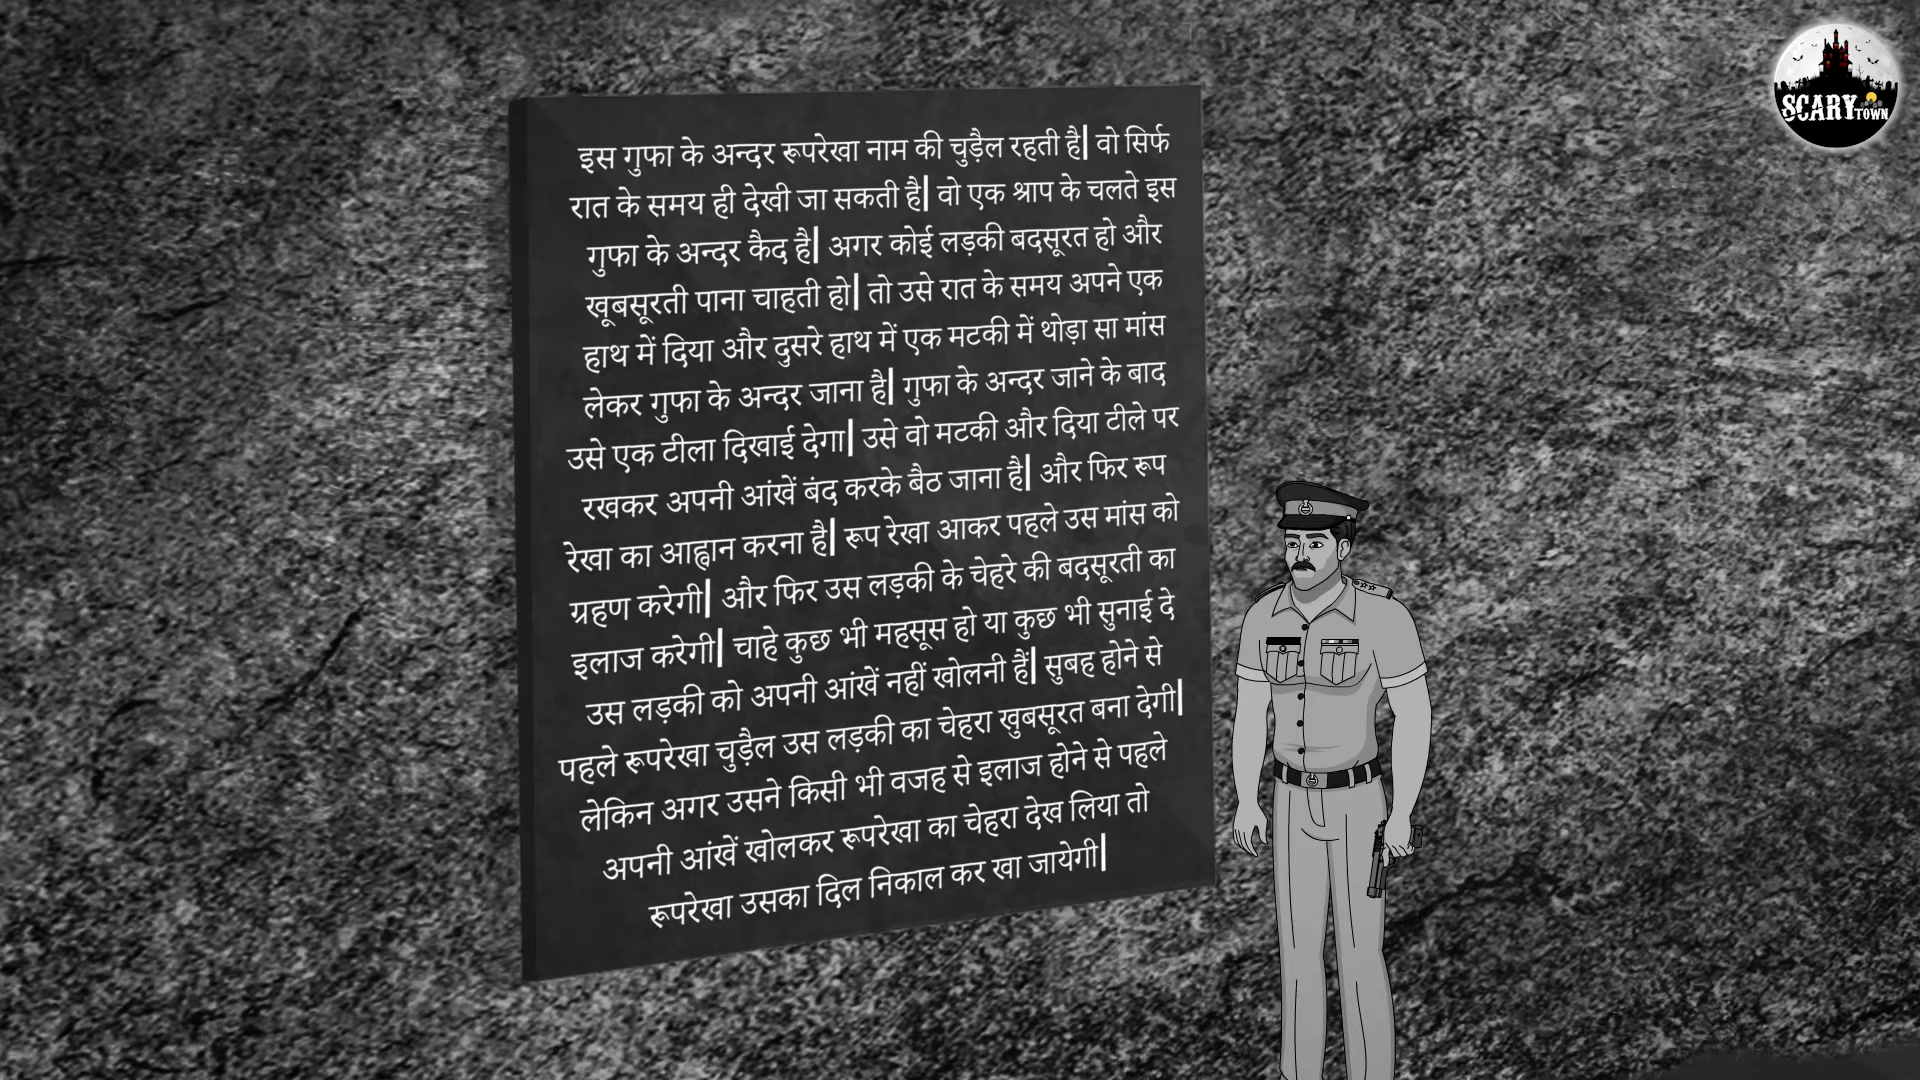 इस गुफा के अन्दर रूपरेखा नाम की चुड़ैल रहती है| वो सिर्फ
रात के समय ही देखी जा सकती है| वो एक श्राप के चलते इस
गुफा के अन्दर कैद है| अगर कोई लड़की बदसूरत हो और
खूबसूरती पाना चाहती हो| तो उसे रात के समय अपने एक
हाथ में दिया और दुसरे हाथ में एक मटकी में थोड़ा सा मांस
लेकर गुफा के अन्दर जाना है| गुफा के अन्दर जाने के बाद
उसे एक टीला दिखाई देगा| उसे वो मटकी और दिया टीले पर
रखकर अपनी आंखें बंद करके बैठ जाना है| और फिर रूप
रेखा का आह्वान करना है| रूप रेखा आकर पहले उस मांस को
ग्रहण करेगी| और फिर उस लड़की के चेहरे की बदसूरती का
इलाज करेगी| चाहे कुछ भी महसूस हो या कुछ भी सुनाई दे
उस लड़की को अपनी आंखें नहीं खोलनी हैं| सुबह होने से
पहले रूपरेखा चुड़ैल उस लड़की का चेहरा खुबसूरत बना देगी|
लेकिन अगर उसने किसी भी वजह से इलाज होने से पहले
अपनी आंखें खोलकर रूपरेखा का चेहरा देख लिया तो
रूपरेखा उसका दिल निकाल कर खा जायेगी|
SCARY TOWN